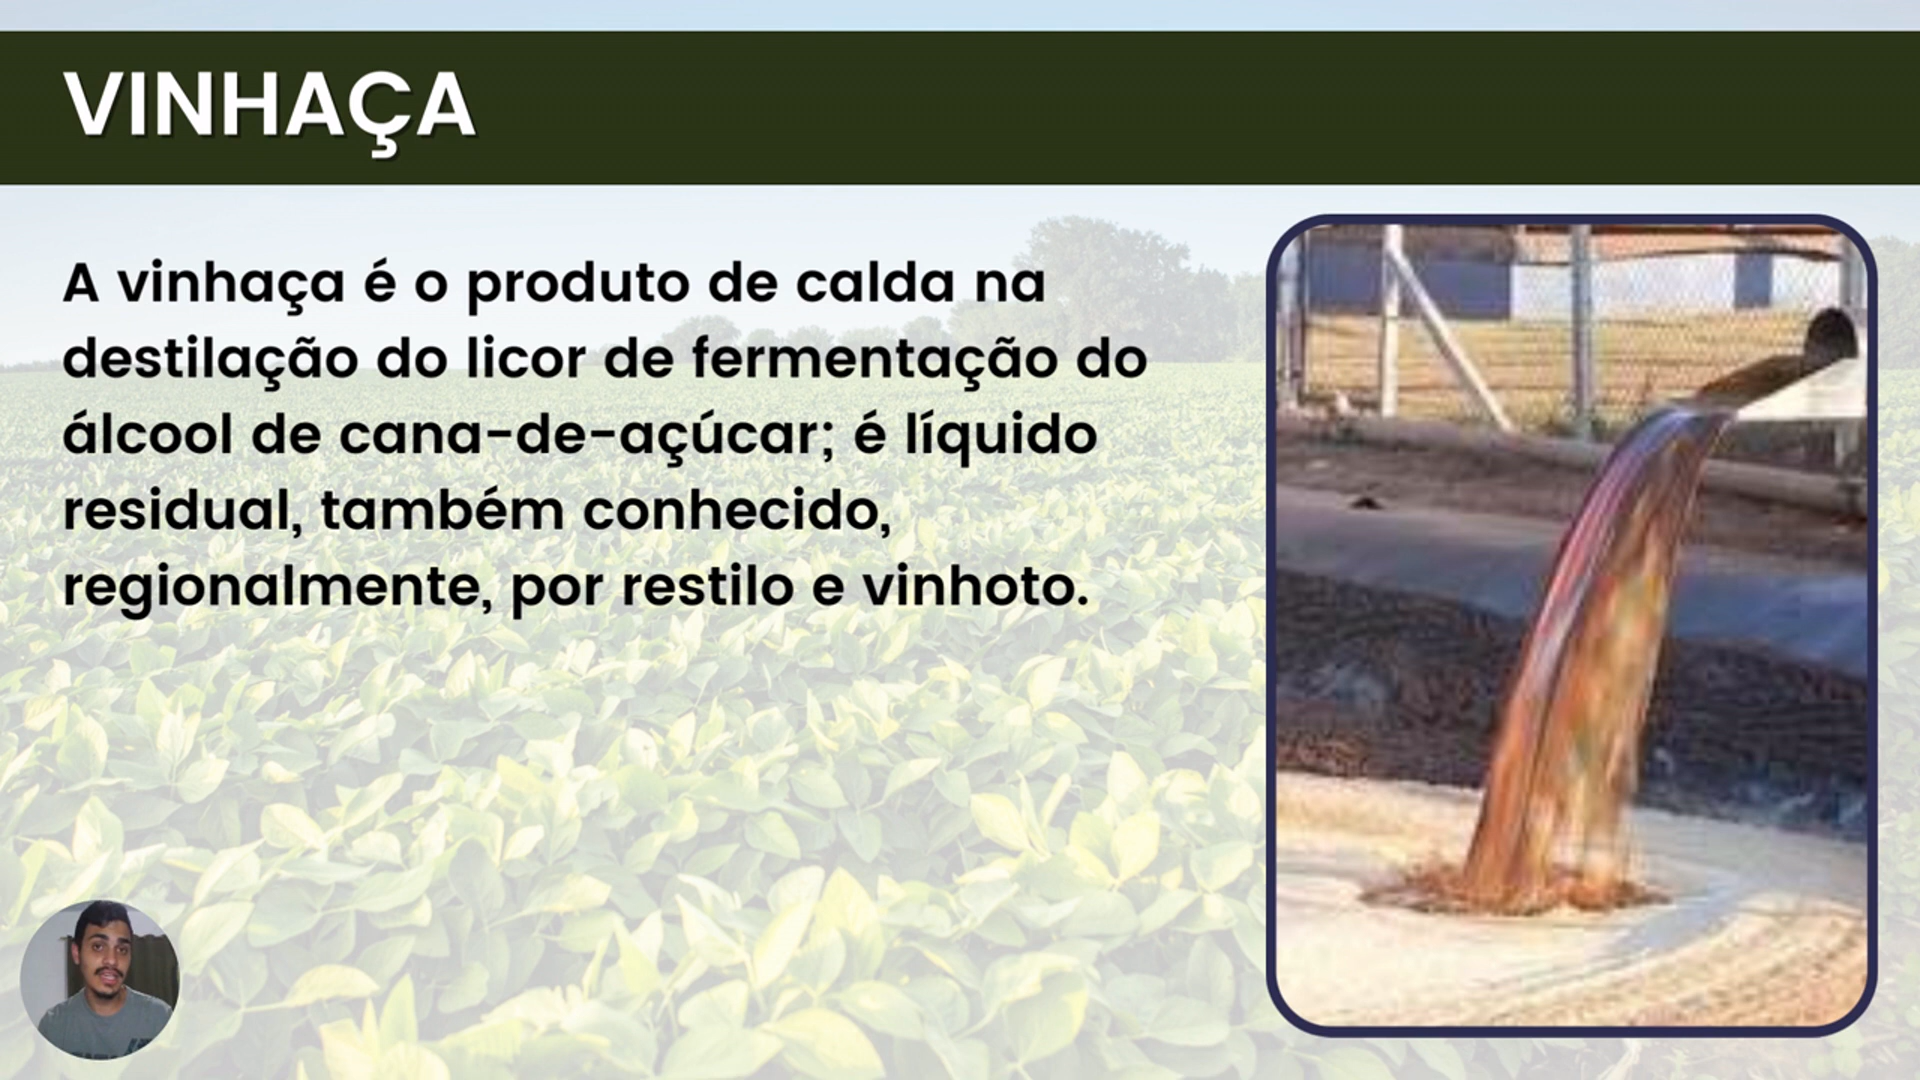 VINHAÇA
A vinhaça é o produto de calda na
destilação do licor de fermentação do
álcool de cana-de-açúcar; é líquido
residual, também conhecido,
regionalmente, por restilo e vinhoto.